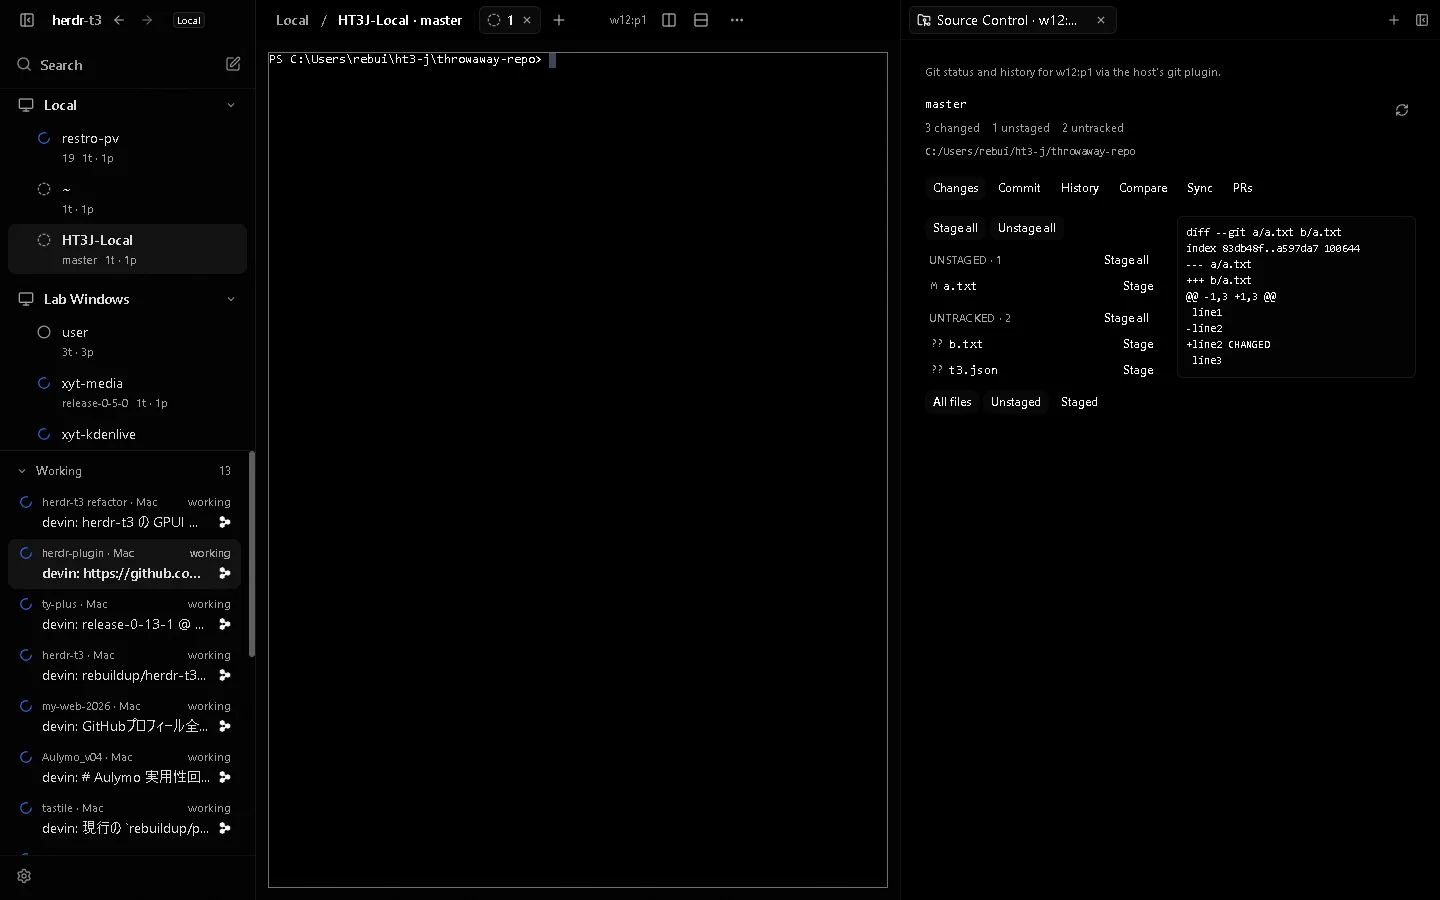 herdr-t3
Local
Search
Local
restro-pv
19 1t · 1p
~
1t · 1p
HT3J-Local
master 1t · 1p
Lab Windows
user
3t · 3p
xyt-media
release-0-5-0 1t · 1p
xyt-kdenlive
Working 13
herdr-t3 refactor · Mac working
devin: herdr-t3 の GPUI ...
herdr-plugin · Mac working
devin: https://github.co...
ty-plus · Mac working
devin: release-0-13-1 @ ...
herdr-t3 · Mac working
devin: rebuildup/herdr-t3...
my-web-2026 · Mac working
devin: GitHubプロフィール全...
Aulymo_v04 · Mac working
devin: # Aulymo 実用性回...
tastile · Mac working
devin: 現行の `rebuildup/p...
Local / HT3J-Local · master
1
w12:p1
PS C:\Users\rebui\ht3-j\throwaway-repo>
Source Control · w12:...
Git status and history for w12:p1 via the host's git plugin.
master
3 changed 1 unstaged 2 untracked
C:/Users/rebui/ht3-j/throwaway-repo
Changes Commit History Compare Sync PRs
Stage all Unstage all
UNSTAGED · 1 Stage all
M a.txt Stage
UNTRACKED · 2 Stage all
?? b.txt Stage
?? t3.json Stage
All files Unstaged Staged
diff --git a/a.txt b/a.txt
index 83db48f..a597da7 100644
--- a/a.txt
+++ b/a.txt
@@ -1,3 +1,3 @@
line1
-line2
+line2 CHANGED
line3